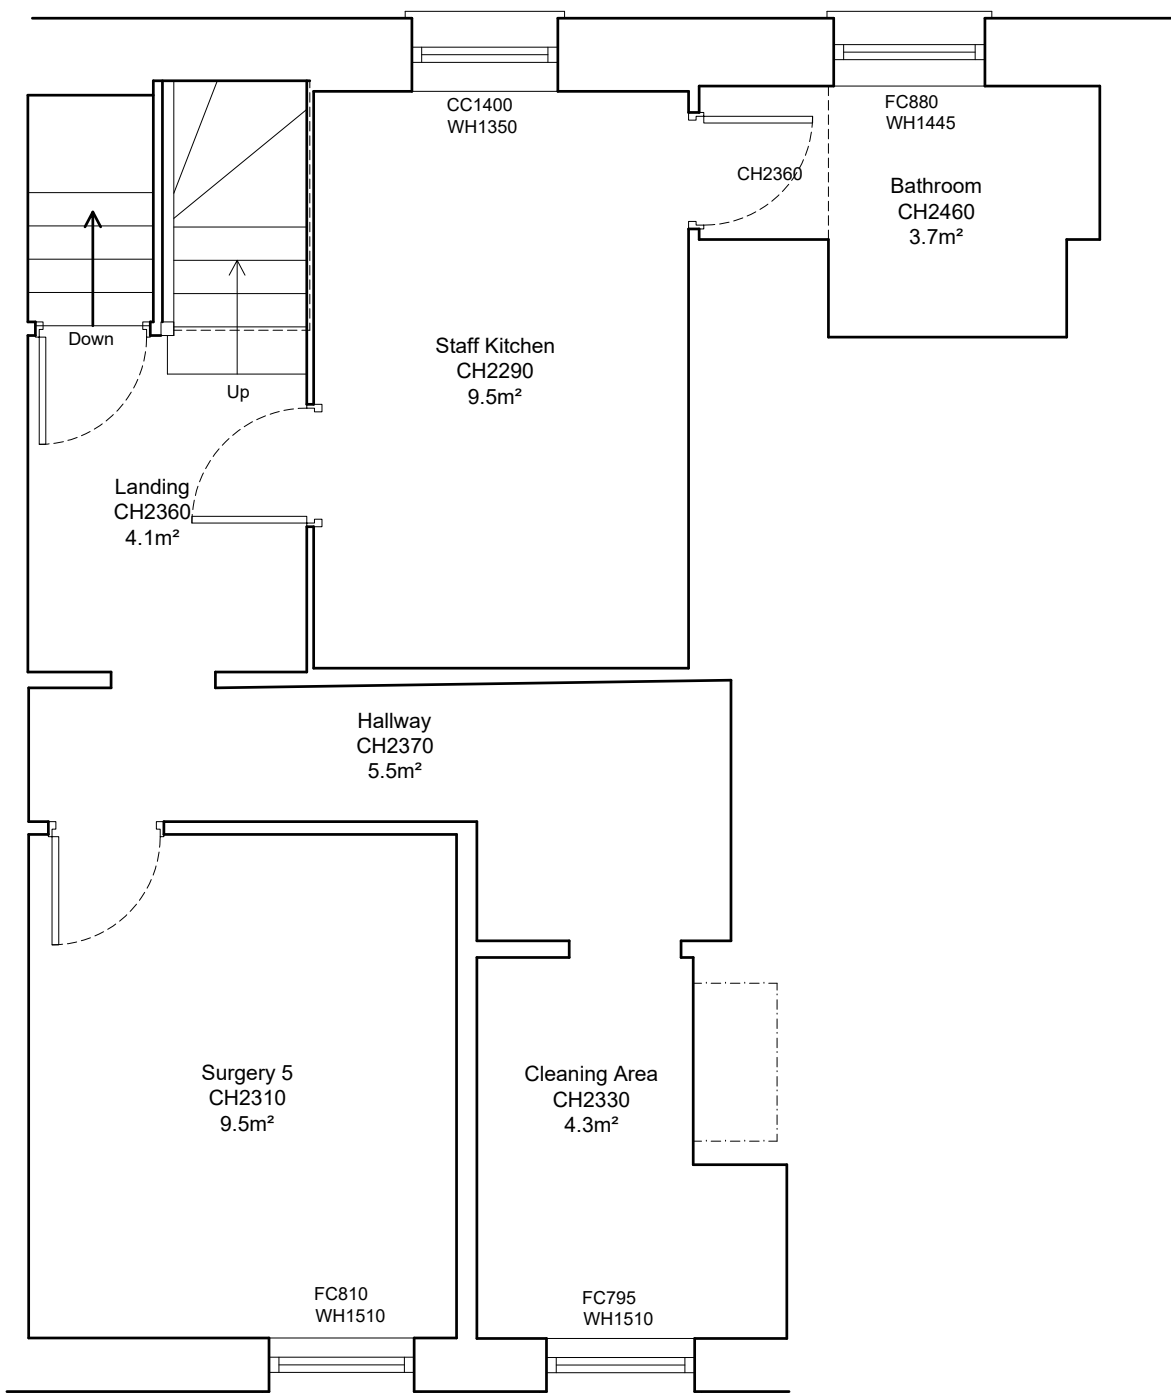 CC1400
WH1350
FC880
WH1445
CH2360
Bathroom
CH2460
3.7m²
Down
Up
Staff Kitchen
CH2290
9.5m²
Landing
CH2360
4.1m²
Hallway
CH2370
5.5m²
Surgery 5
CH2310
9.5m²
Cleaning Area
CH2330
4.3m²
FC810
WH1510
FC795
WH1510